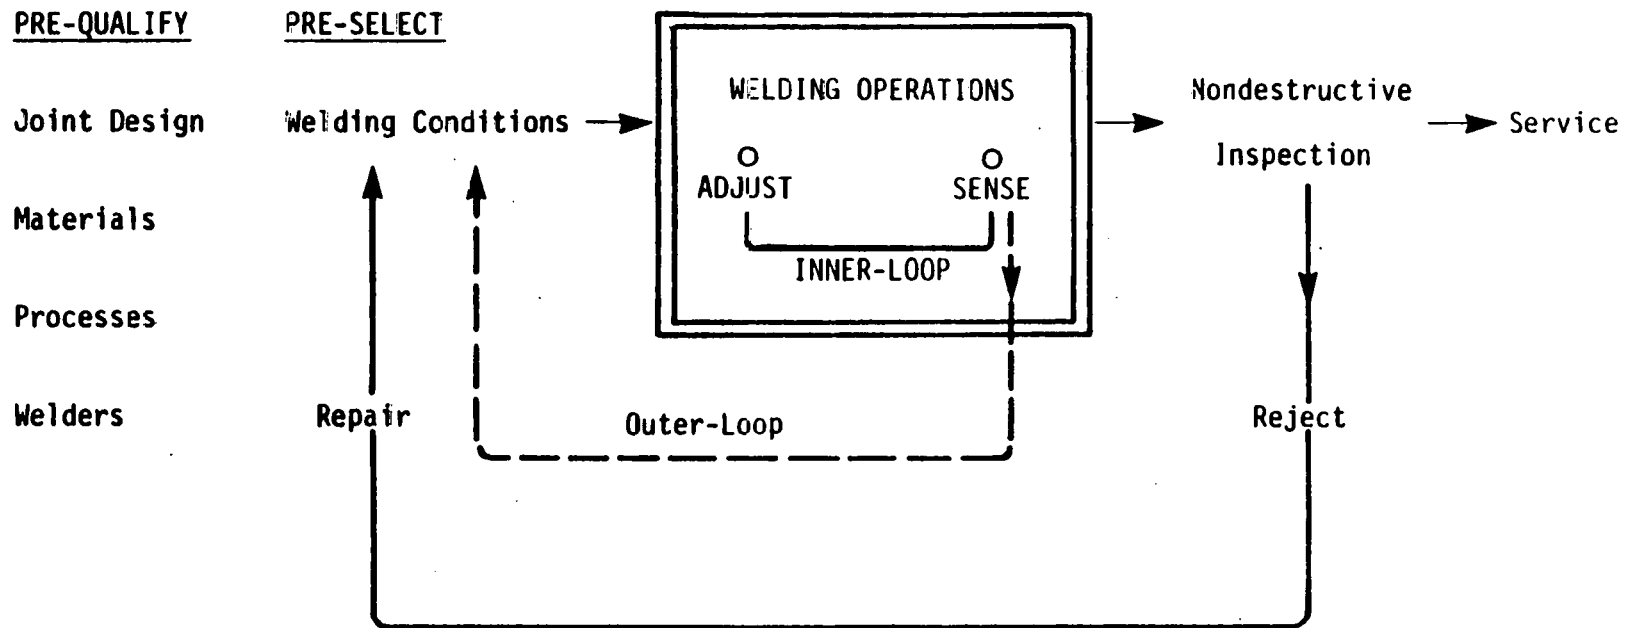 PRE-QUALIFY PRE-SELECT
WELDING OPERATIONS
Nondestructive
Joint Design Welding Conditions Service
Inspection
ADJUST SENSE
Materials
INNER-LOOP
Processes
Welders Repair Outer-Loop Reject